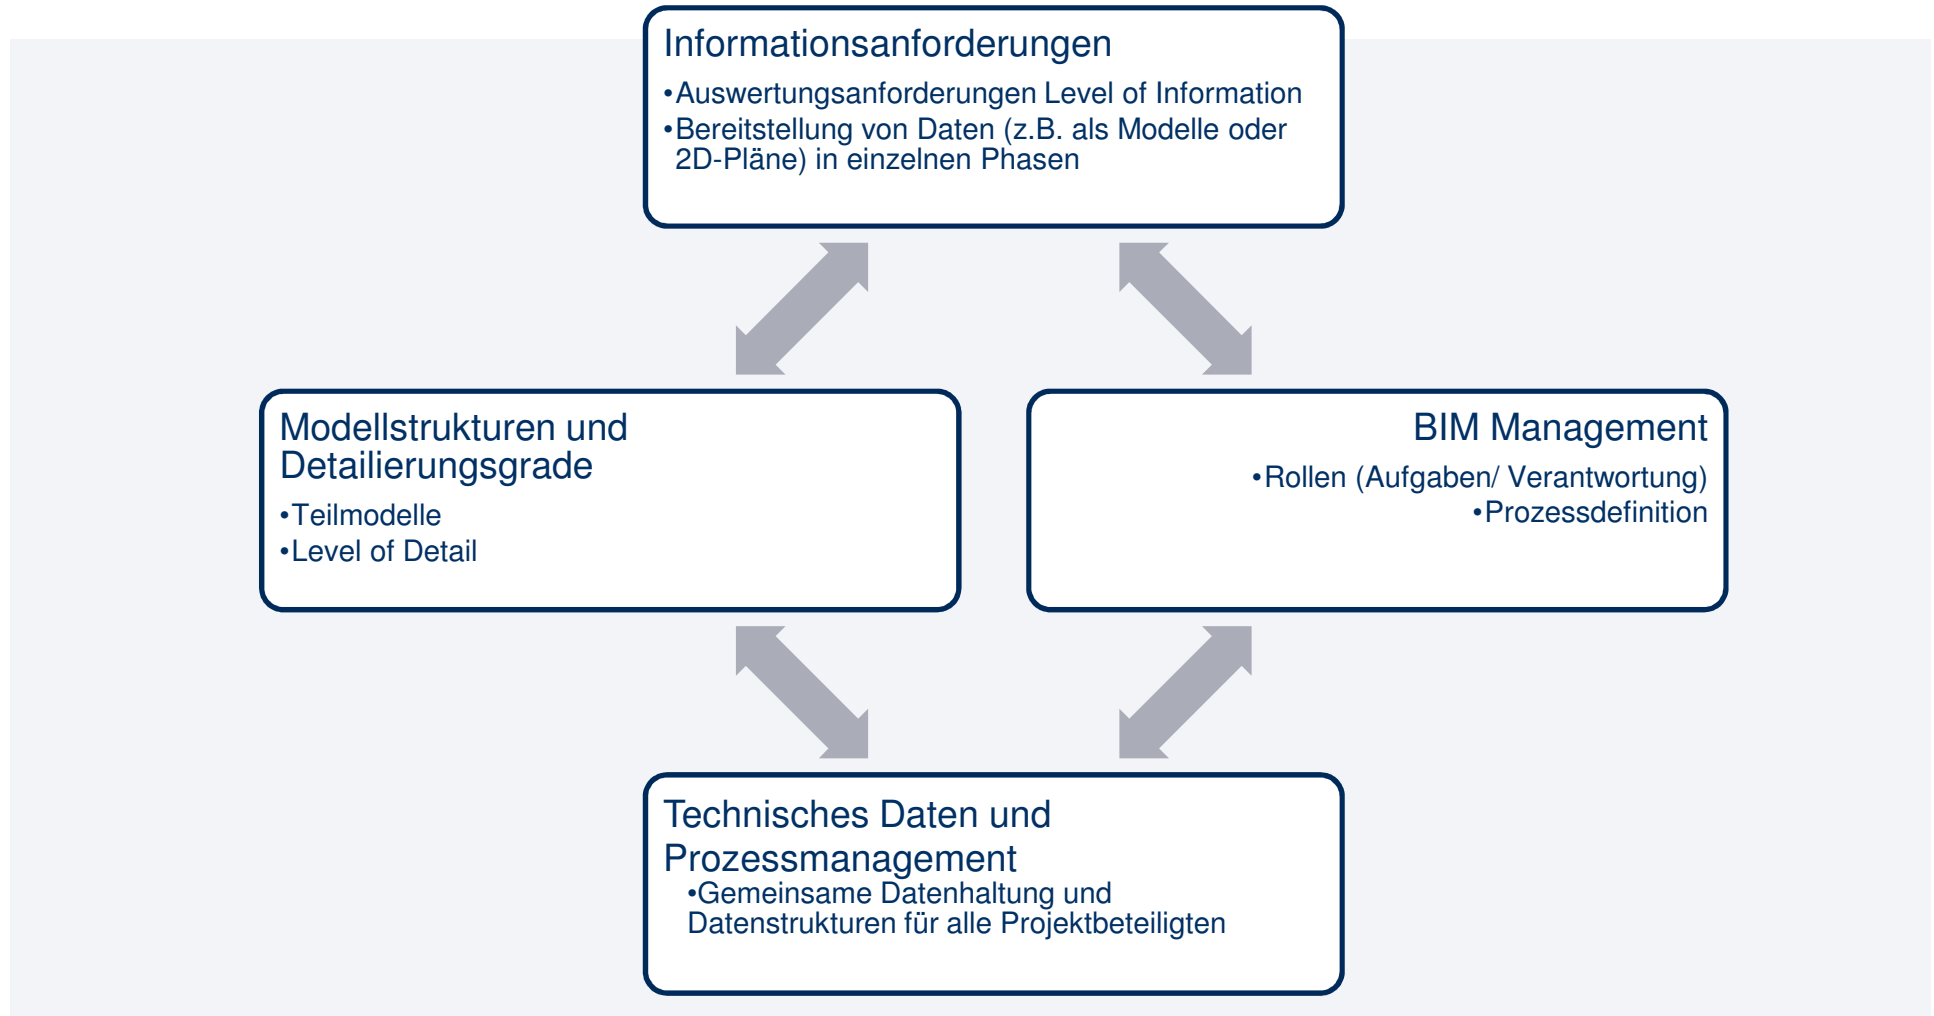 Informationsanforderungen
•Auswertungsanforderungen Level of Information
•Bereitstellung von Daten (z.B. als Modelle oder
2D-Pläne) in einzelnen Phasen
Modellstrukturen und
Detailierungsgrade
•Teilmodelle
•Level of Detail
BIM Management
•Rollen (Aufgaben/ Verantwortung)
•Prozessdefinition
Technisches Daten und
Prozessmanagement
•Gemeinsame Datenhaltung und
Datenstrukturen für alle Projektbeteiligten